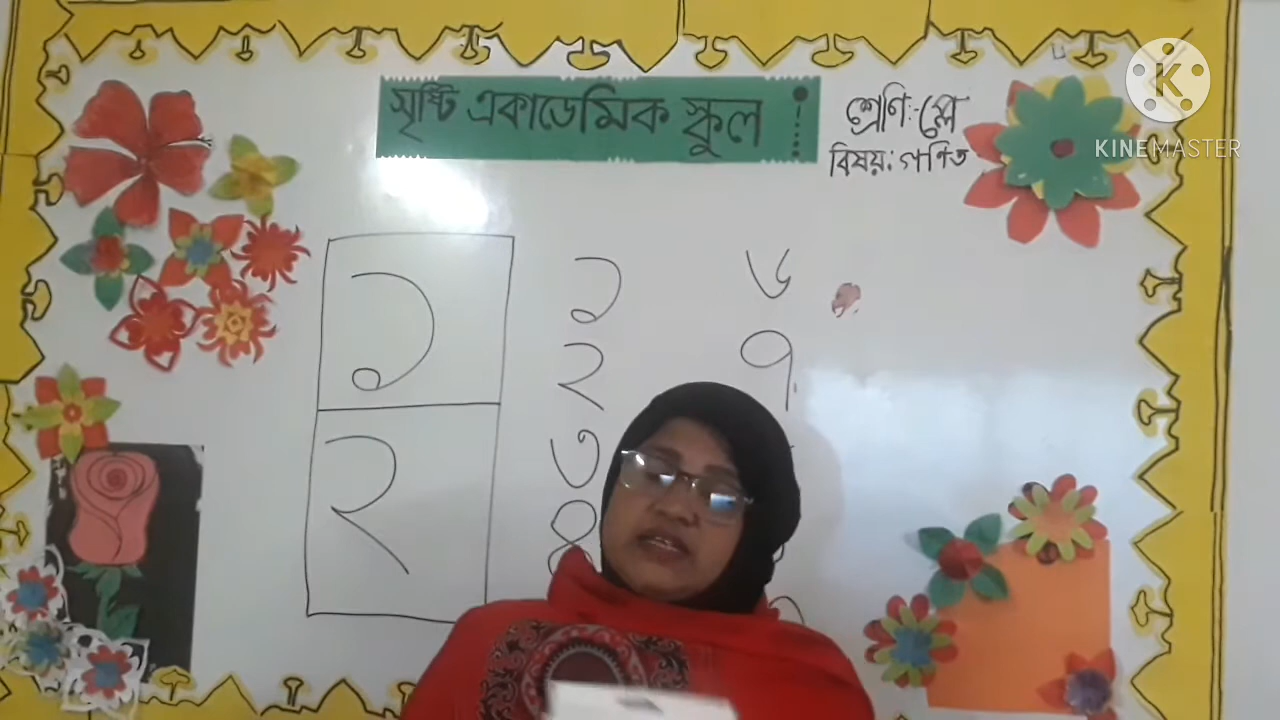 সৃষ্টি একাডেমিক স্কুল
শ্রেণি:- প্লে
বিষয়: গণিত
K
KINEMASTER
১
২
১
২
৩
৪
৬
৭